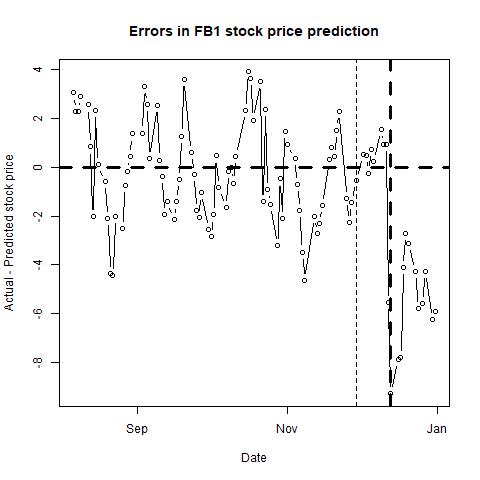 Errors in FB1 stock price prediction
Actual - Predicted stock price
4
2
0
-2
-4
-6
-8
Sep
Nov
Jan
Date